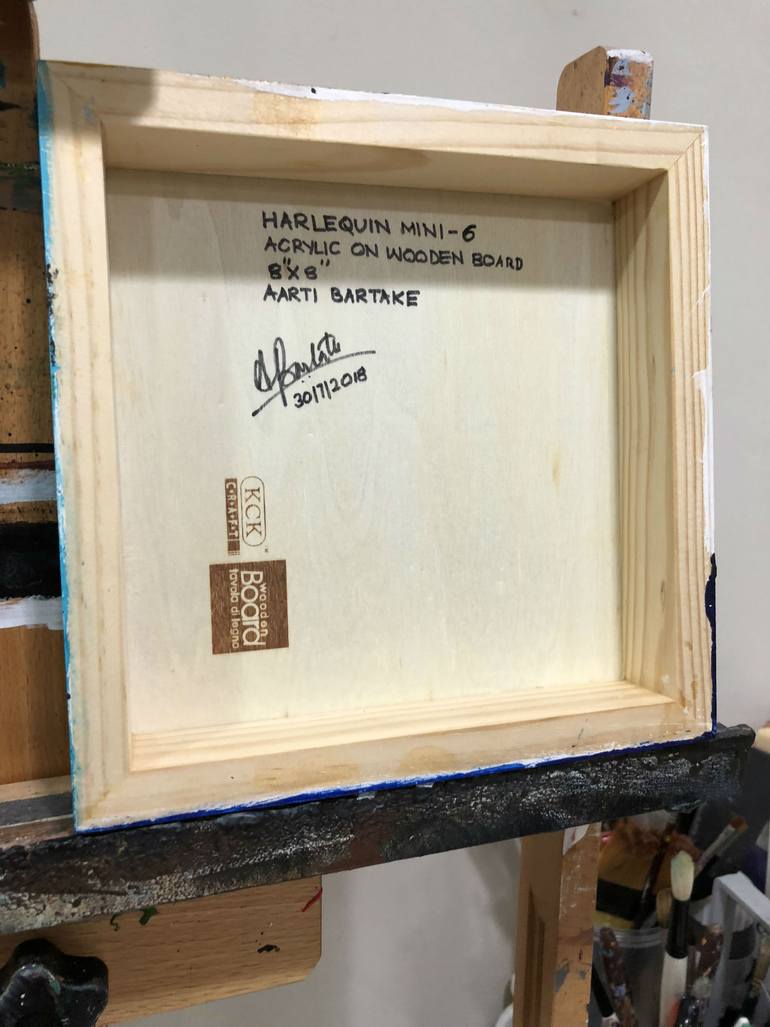 HARLEQUIN MINI-6
ACRYLIC ON WOODEN BOARD
8"X8"
AARTI BARTAKE
ABartake
30/7/2018
KCK
CRAFT
wooden
Board
tavola di legno